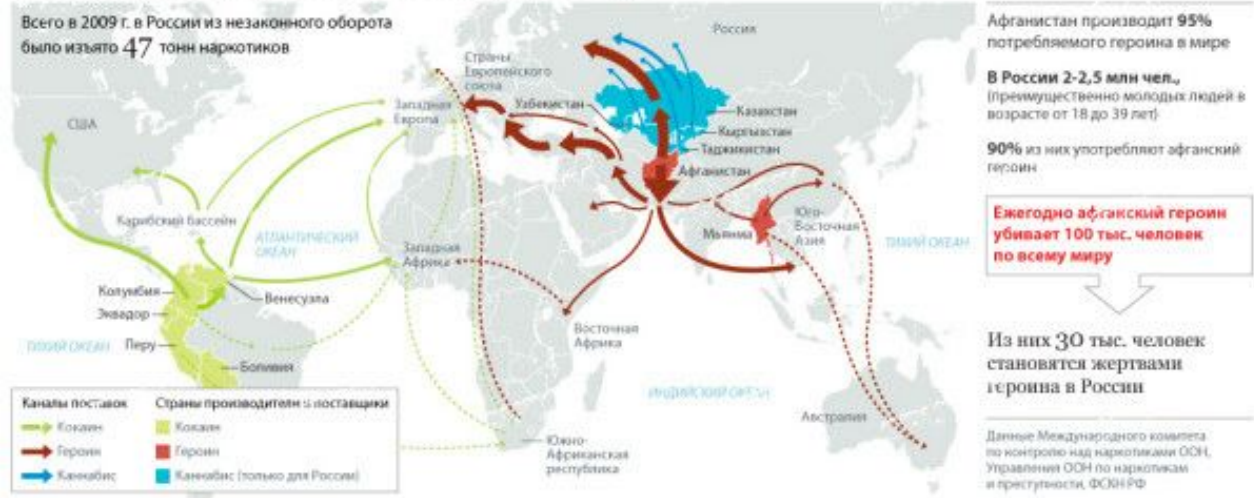 Всего в 2009 г. в России из незаконного оборота
было изъято 47 тонн наркотиков
США
Карибский бассейн
АТЛАНТИЧЕСКИЙ
ОКЕАН
Колумбия
Эквадор
Венесуэла
ТИХИЙ ОКЕАН
Перу
Боливия
Страны
Европейского
союза
Западная
Европа
Западная
Африка
Россия
Узбекистан
Казахстан
Кыргызстан
Таджикистан
Афганистан
Мьянма
Юго-
Восточная
Азия
ТИХИЙ ОКЕАН
Восточная
Африка
ИНДИЙСКИЙ ОКЕАН
Австралия
Южно-
Африканская
республика
Каналы поставок
Кокаин
Героин
Каннабис
Страны производители и поставщики
Кокаин
Героин
Каннабис (только для России)
Афганистан производит 95%
потребляемого героина в мире
В России 2-2,5 млн чел.,
(преимущественно молодых людей в
возрасте от 18 до 39 лет)
90% из них употребляют афганский
героин
Ежегодно афганский героин
убивает 100 тыс. человек
по всему миру
Из них 30 тыс. человек
становятся жертвами
героина в России
Данные Международного комитета
по контролю над наркотиками ООН,
Управления ООН по наркотикам
и преступности, ФСКН РФ